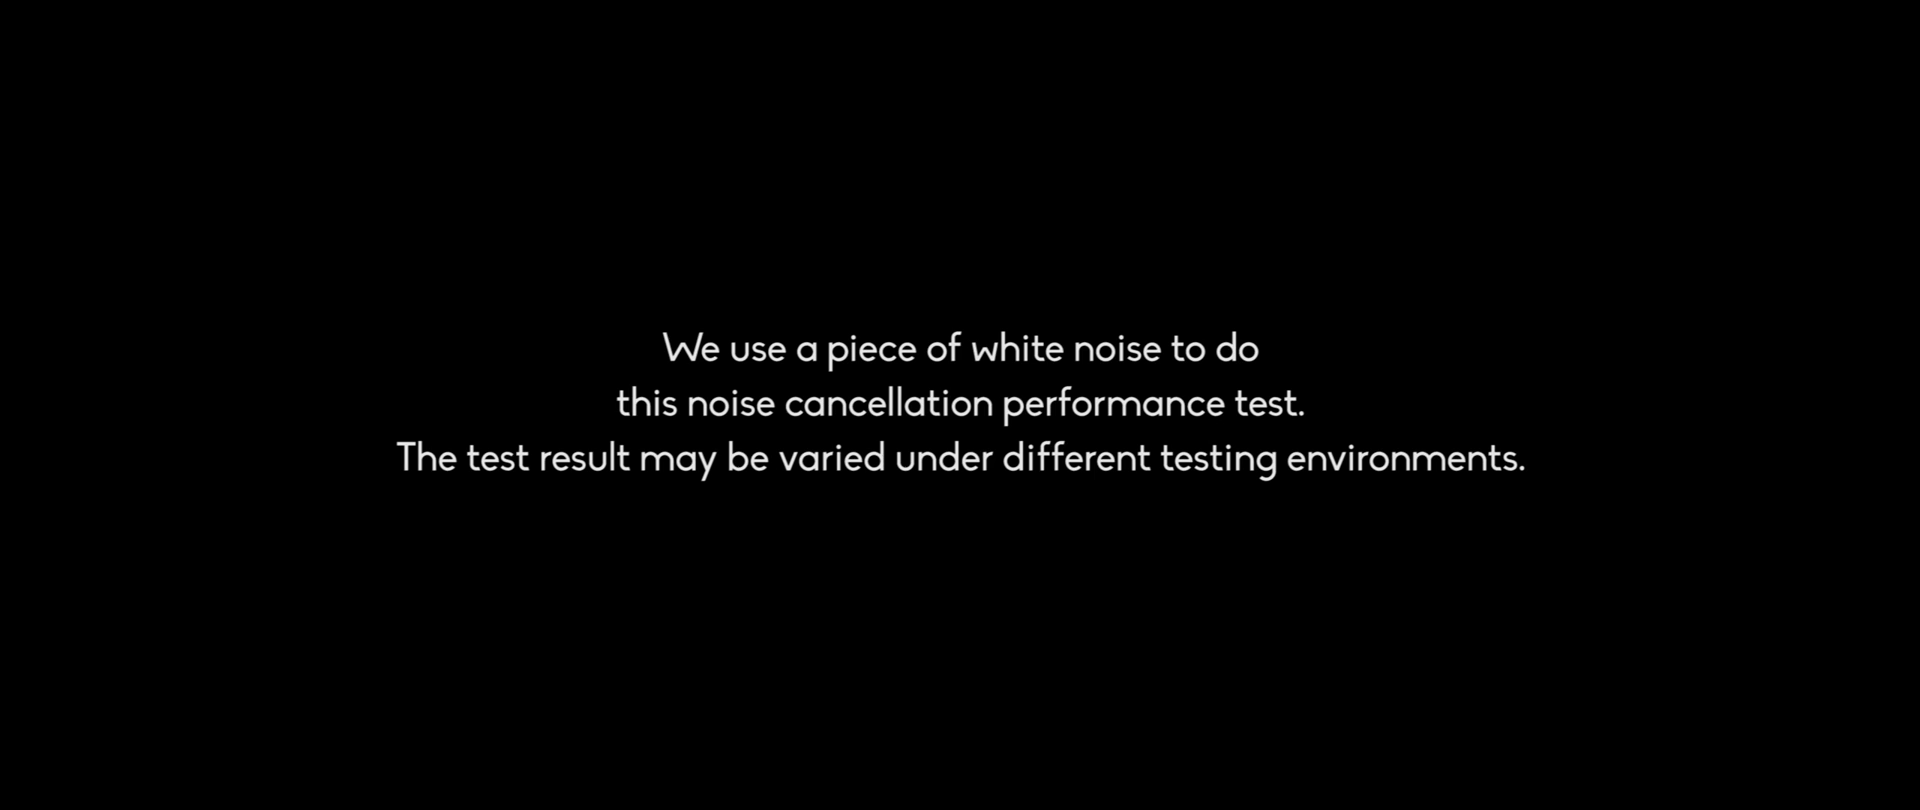 We use a piece of white noise to do
this noise cancellation performance test.
The test result may be varied under different testing environments.